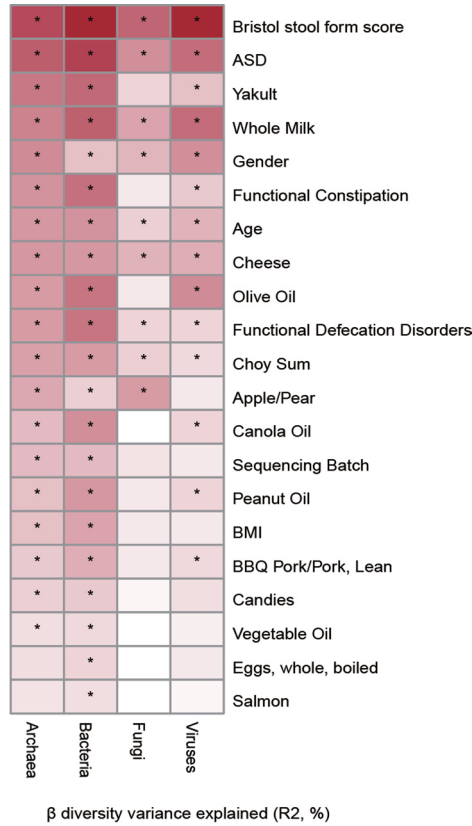 * * * * Bristol stool form score
* * * * ASD
* * * Yakult
* * * * Whole Milk
* * * * Gender
* * * Functional Constipation
* * * * Age
* * * * Cheese
* * * Olive Oil
* * * * Functional Defecation Disorders
* * * * Choy Sum
* * * Apple/Pear
* * * Canola Oil
* * Sequencing Batch
* * * Peanut Oil
* * BMI
* * * BBQ Pork/Pork, Lean
* * Candies
* * Vegetable Oil
* Eggs, whole, boiled
* Salmon
Archaea
Bacteria
Fungi
Viruses
β diversity variance explained (R2, %)